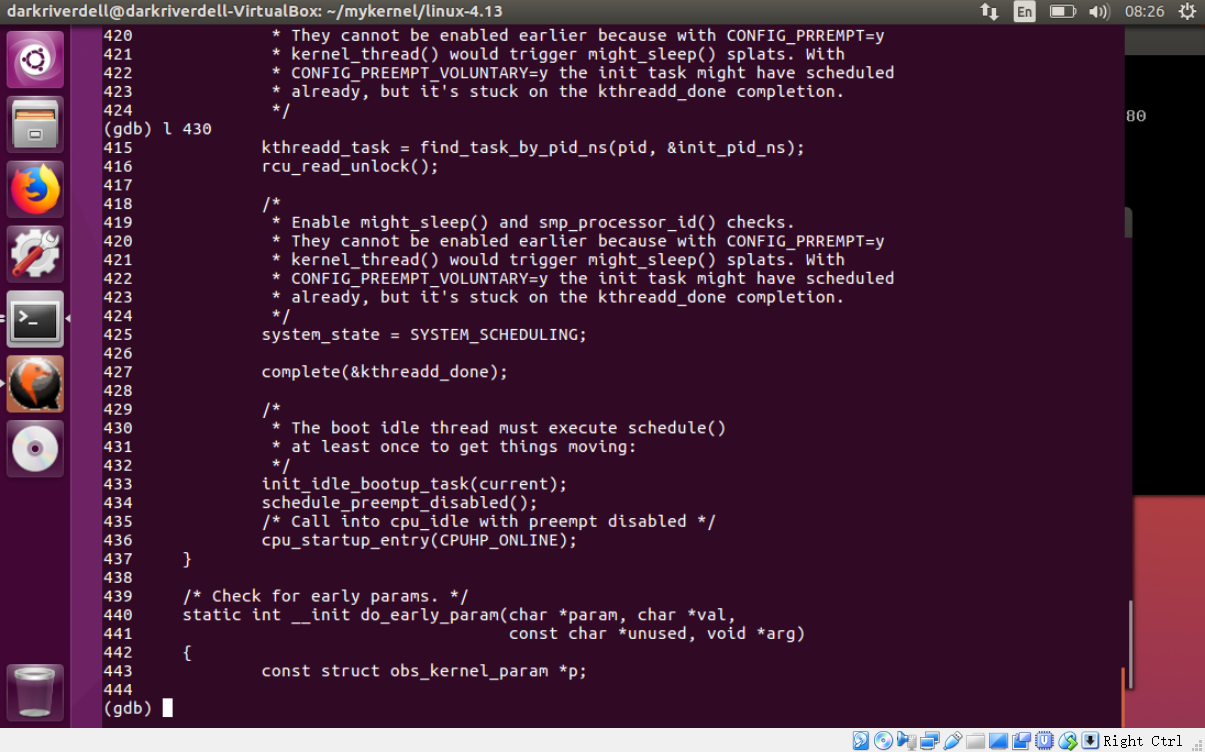 darkriverdell@darkriverdell-VirtualBox: ~/mykernel/linux-4.13
En
08:26
420 * They cannot be enabled earlier because with CONFIG_PRREMPT=y
421 * kernel_thread() would trigger might_sleep() splats. With
422 * CONFIG_PREEMPT_VOLUNTARY=y the init task might have scheduled
423 * already, but it's stuck on the kthreadd_done completion.
424 */
(gdb) l 430
415 kthreadd_task = find_task_by_pid_ns(pid, &init_pid_ns);
416 rcu_read_unlock();
417
418 /*
419 * Enable might_sleep() and smp_processor_id() checks.
420 * They cannot be enabled earlier because with CONFIG_PRREMPT=y
421 * kernel_thread() would trigger might_sleep() splats. With
422 * CONFIG_PREEMPT_VOLUNTARY=y the init task might have scheduled
423 * already, but it's stuck on the kthreadd_done completion.
424 */
425 system_state = SYSTEM_SCHEDULING;
426
427 complete(&kthreadd_done);
428
429 /*
430 * The boot idle thread must execute schedule()
431 * at least once to get things moving:
432 */
433 init_idle_bootup_task(current);
434 schedule_preempt_disabled();
435 /* Call into cpu_idle with preempt disabled */
436 cpu_startup_entry(CPUHP_ONLINE);
437 }
438
439 /* Check for early params. */
440 static int __init do_early_param(char *param, char *val,
441 const char *unused, void *arg)
442 {
443 const struct obs_kernel_param *p;
444
(gdb)
80
Right Ctrl